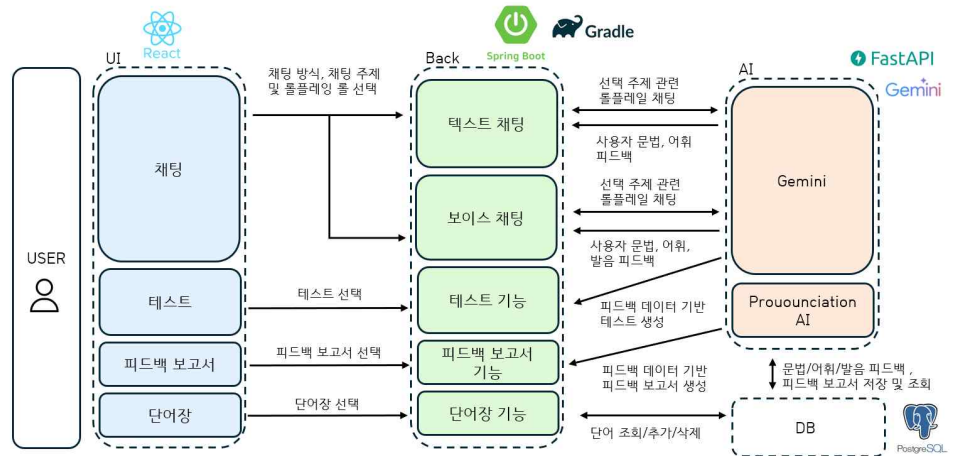 React
Spring Boot
Gradle
UI
Back
AI
FastAPI
Gemini
USER
채팅
테스트
피드백 보고서
단어장
채팅 방식, 채팅 주제
및 롤플레잉 롤 선택
테스트 선택
피드백 보고서 선택
단어장 선택
텍스트 채팅
보이스 채팅
테스트 기능
피드백 보고서
기능
단어장 기능
선택 주제 관련
롤플레일 채팅
사용자 문법, 어휘
피드백
선택 주제 관련
롤플레일 채팅
사용자 문법, 어휘,
발음 피드백
피드백 데이터 기반
테스트 생성
피드백 데이터 기반
피드백 보고서 생성
단어 조회/추가/삭제
Gemini
Prouounciation
AI
문법/어휘/발음 피드백 ,
피드백 보고서 저장 및 조회
DB
PostgreSQL